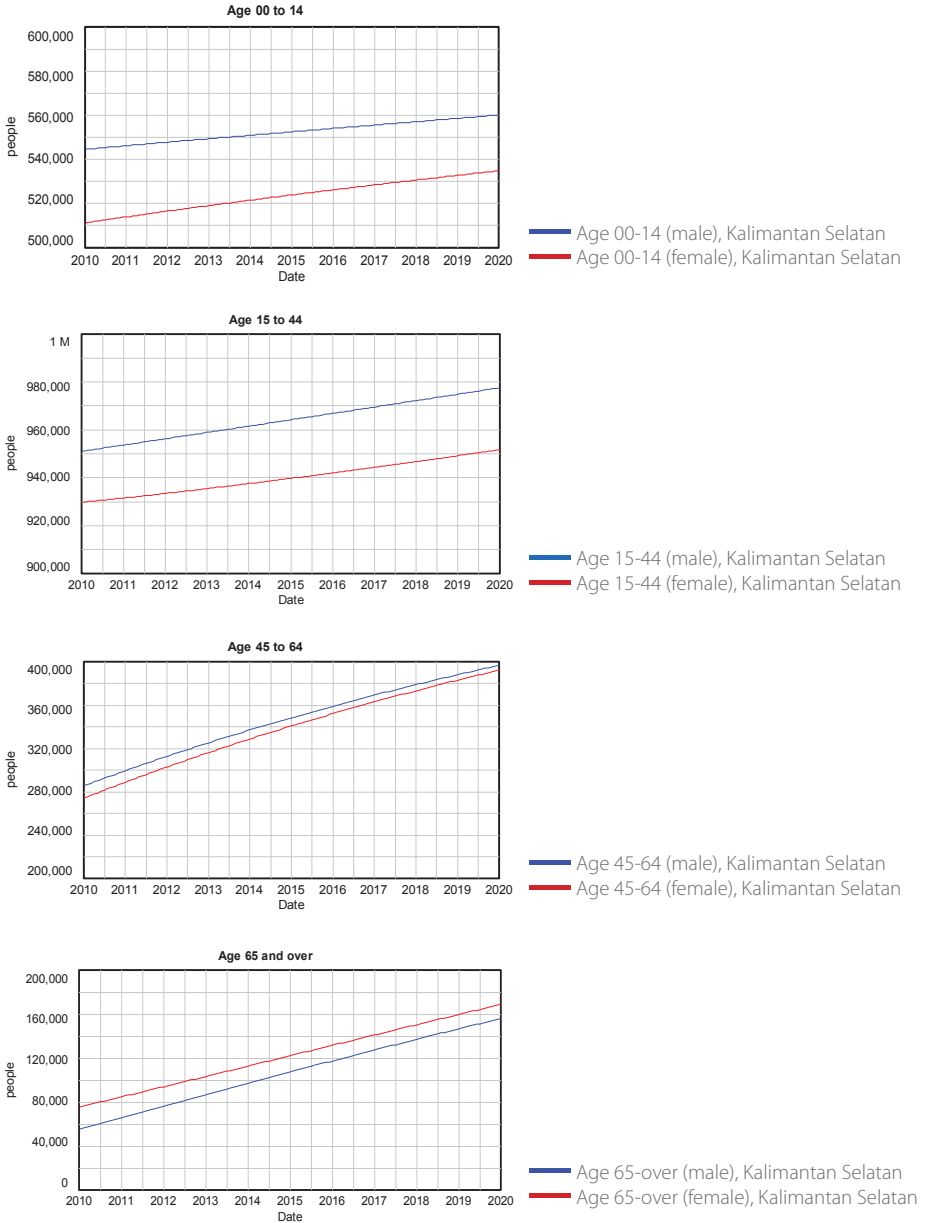 Age 00 to 14
600,000
580,000
560,000
540,000
520,000
500,000
people
2010 2011 2012 2013 2014 2015 2016 2017 2018 2019 2020
Date
Age 00-14 (male), Kalimantan Selatan
Age 00-14 (female), Kalimantan Selatan
Age 15 to 44
1 M
980,000
960,000
940,000
920,000
900,000
people
2010 2011 2012 2013 2014 2015 2016 2017 2018 2019 2020
Date
Age 15-44 (male), Kalimantan Selatan
Age 15-44 (female), Kalimantan Selatan
Age 45 to 64
400,000
360,000
320,000
280,000
240,000
200,000
people
2010 2011 2012 2013 2014 2015 2016 2017 2018 2019 2020
Date
Age 45-64 (male), Kalimantan Selatan
Age 45-64 (female), Kalimantan Selatan
Age 65 and over
200,000
160,000
120,000
80,000
40,000
0
people
2010 2011 2012 2013 2014 2015 2016 2017 2018 2019 2020
Date
Age 65-over (male), Kalimantan Selatan
Age 65-over (female), Kalimantan Selatan